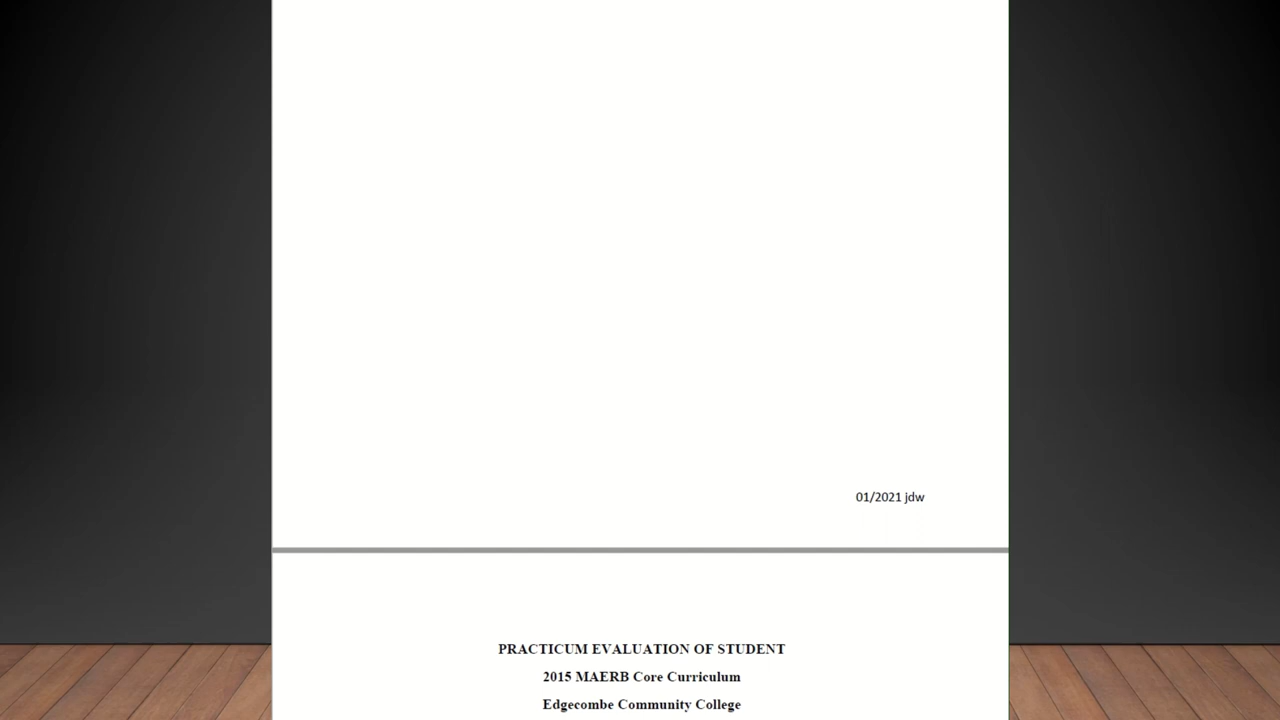 01/2021 jdw
PRACTICUM EVALUATION OF STUDENT
2015 MAERB Core Curriculum
Edgecombe Community College